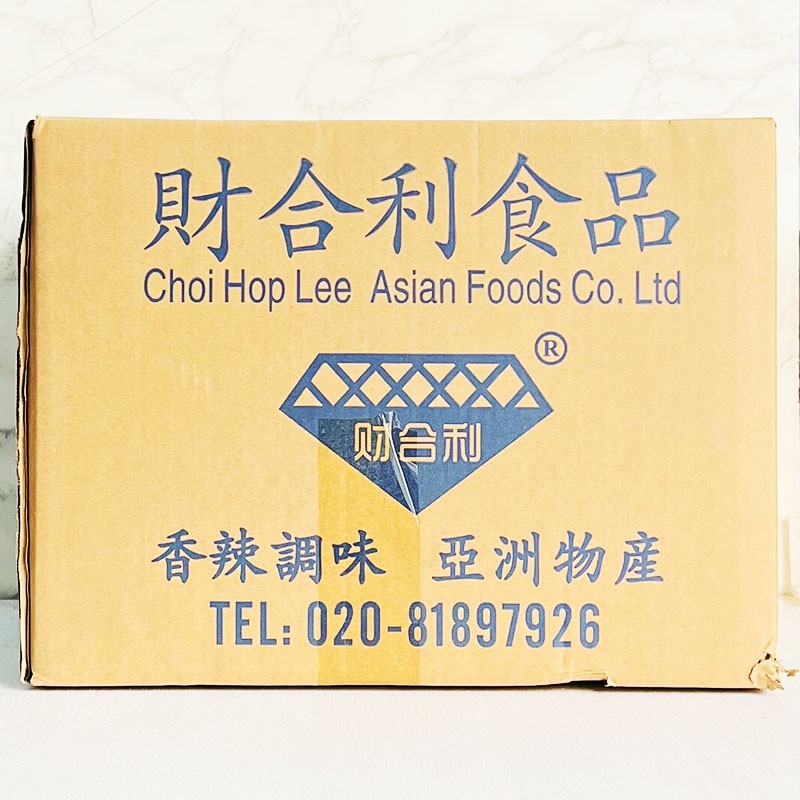 財合利食品
Choi Hop Lee Asian Foods Co. Ltd
®
财合利
香辣調味 亞洲物産
TEL: 020-81897926